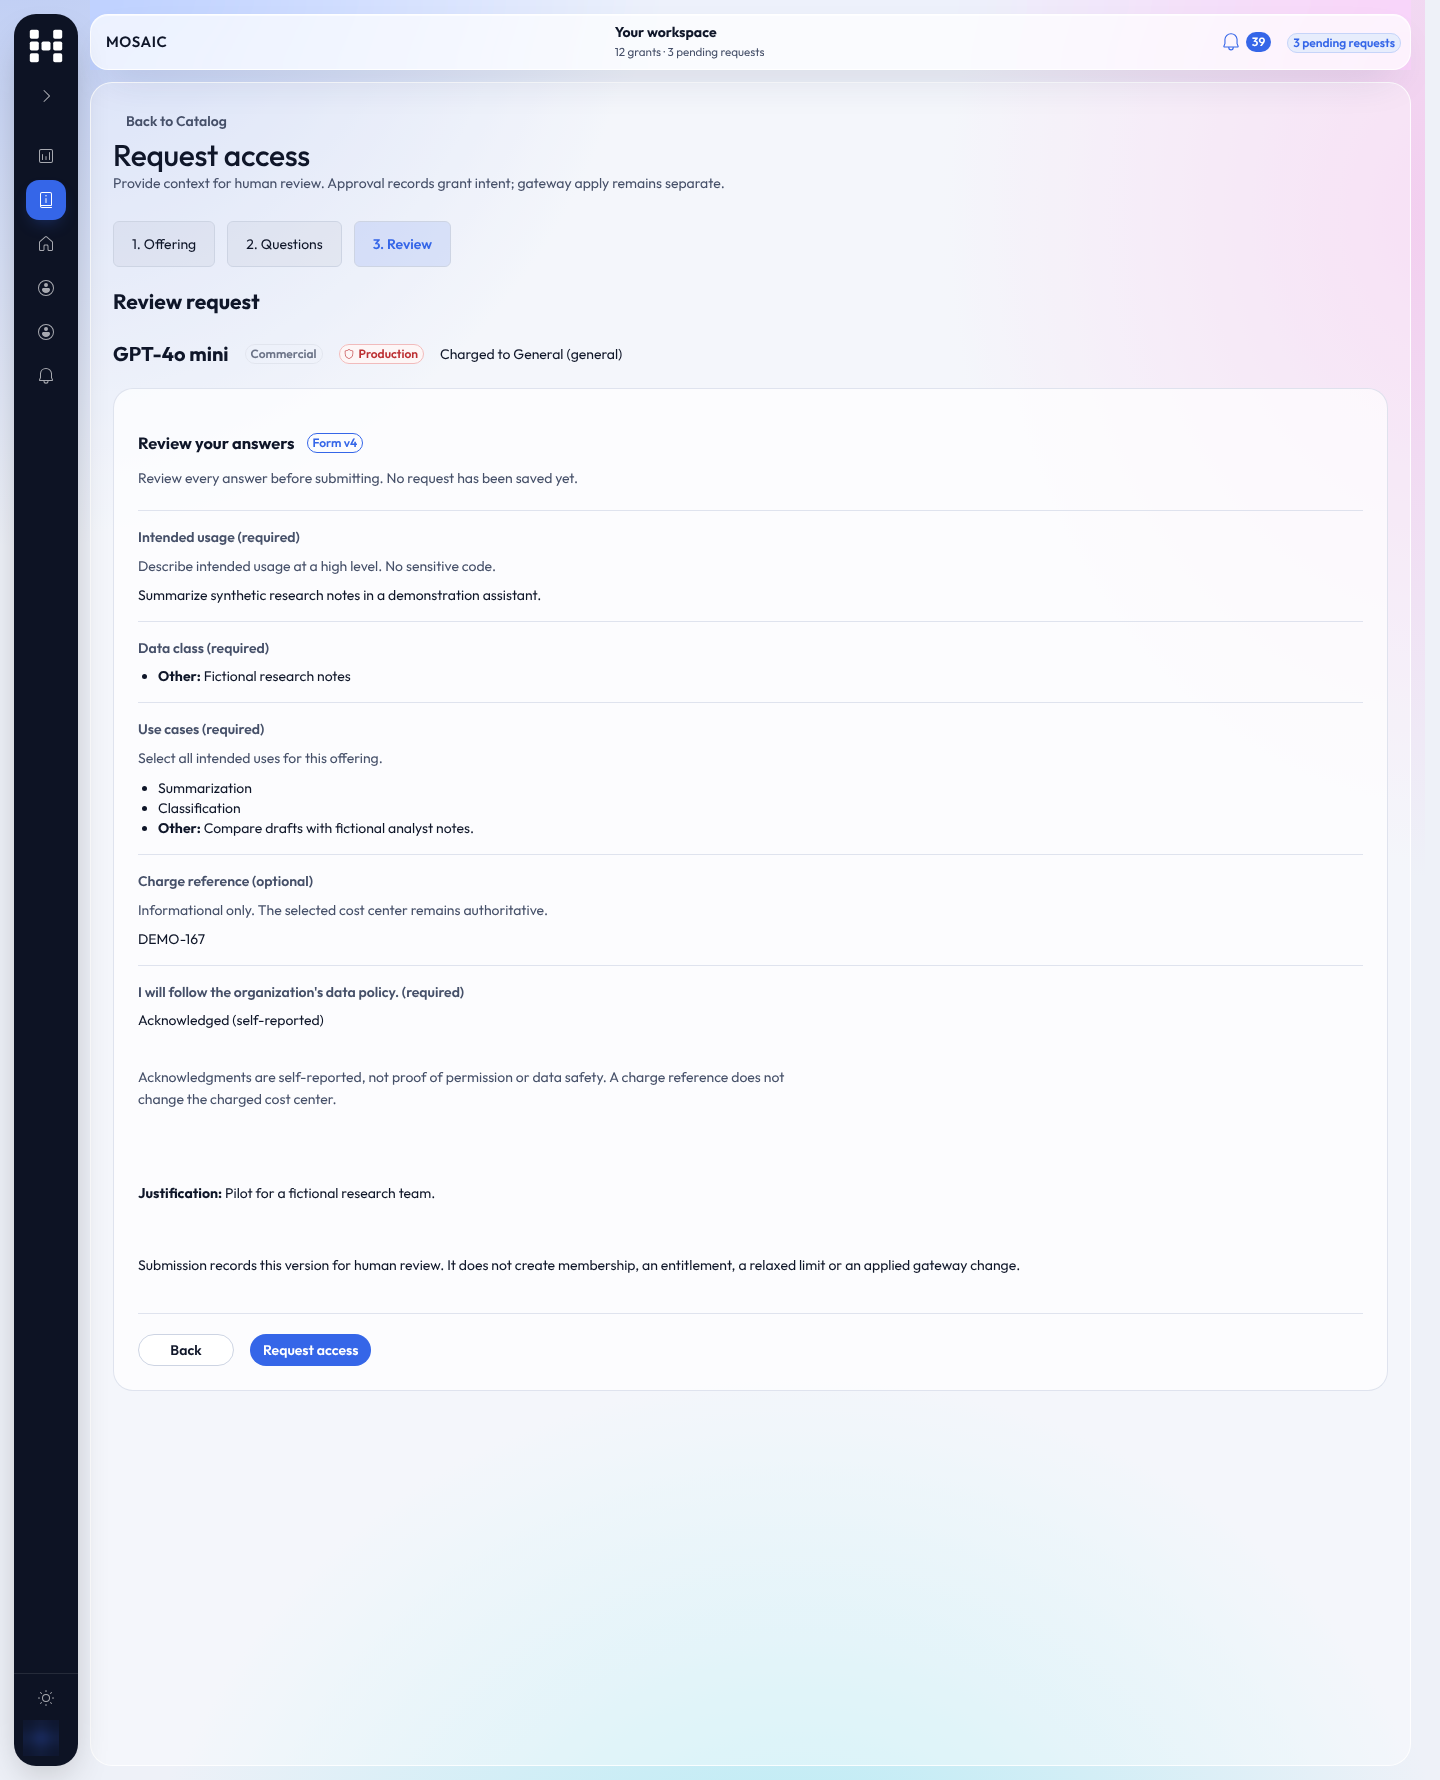 MOSAIC
Your workspace
12 grants · 3 pending requests
39
3 pending requests
Back to Catalog
Request access
Provide context for human review. Approval records grant intent; gateway apply remains separate.
1. Offering
2. Questions
3. Review
Review request
GPT-4o mini
Commercial
Production
Charged to General (general)
Review your answers
Form v4
Review every answer before submitting. No request has been saved yet.
Intended usage (required)
Describe intended usage at a high level. No sensitive code.
Summarize synthetic research notes in a demonstration assistant.
Data class (required)
• Other: Fictional research notes
Use cases (required)
Select all intended uses for this offering.
• Summarization
• Classification
• Other: Compare drafts with fictional analyst notes.
Charge reference (optional)
Informational only. The selected cost center remains authoritative.
DEMO-167
I will follow the organization's data policy. (required)
Acknowledged (self-reported)
Acknowledgments are self-reported, not proof of permission or data safety. A charge reference does not
change the charged cost center.
Justification: Pilot for a fictional research team.
Submission records this version for human review. It does not create membership, an entitlement, a relaxed limit or an applied gateway change.
Back
Request access